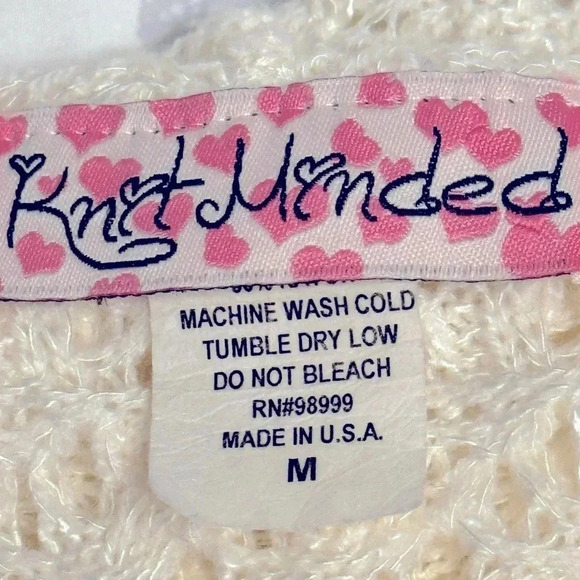 Knit Minded
MACHINE WASH COLD
TUMBLE DRY LOW
DO NOT BLEACH
RN#98999
MADE IN U.S.A.
M